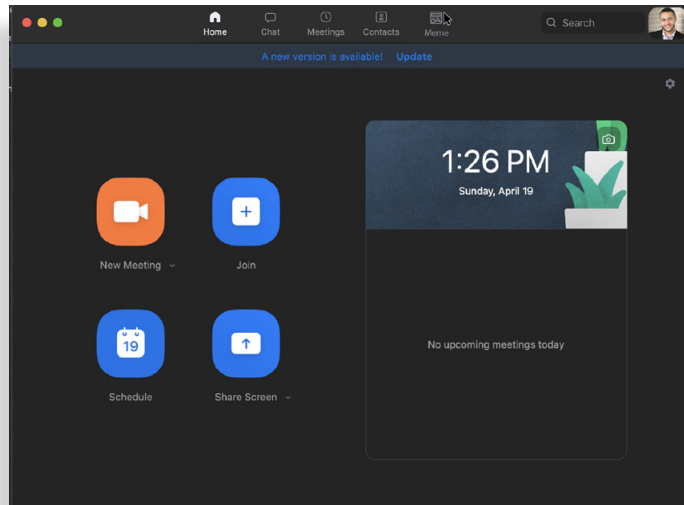 Home
Chat
Meetings
Contacts
Meme
Search
A new version is available! Update
1:26 PM
Sunday, April 19
New Meeting
Join
19
Schedule
Share Screen
No upcoming meetings today